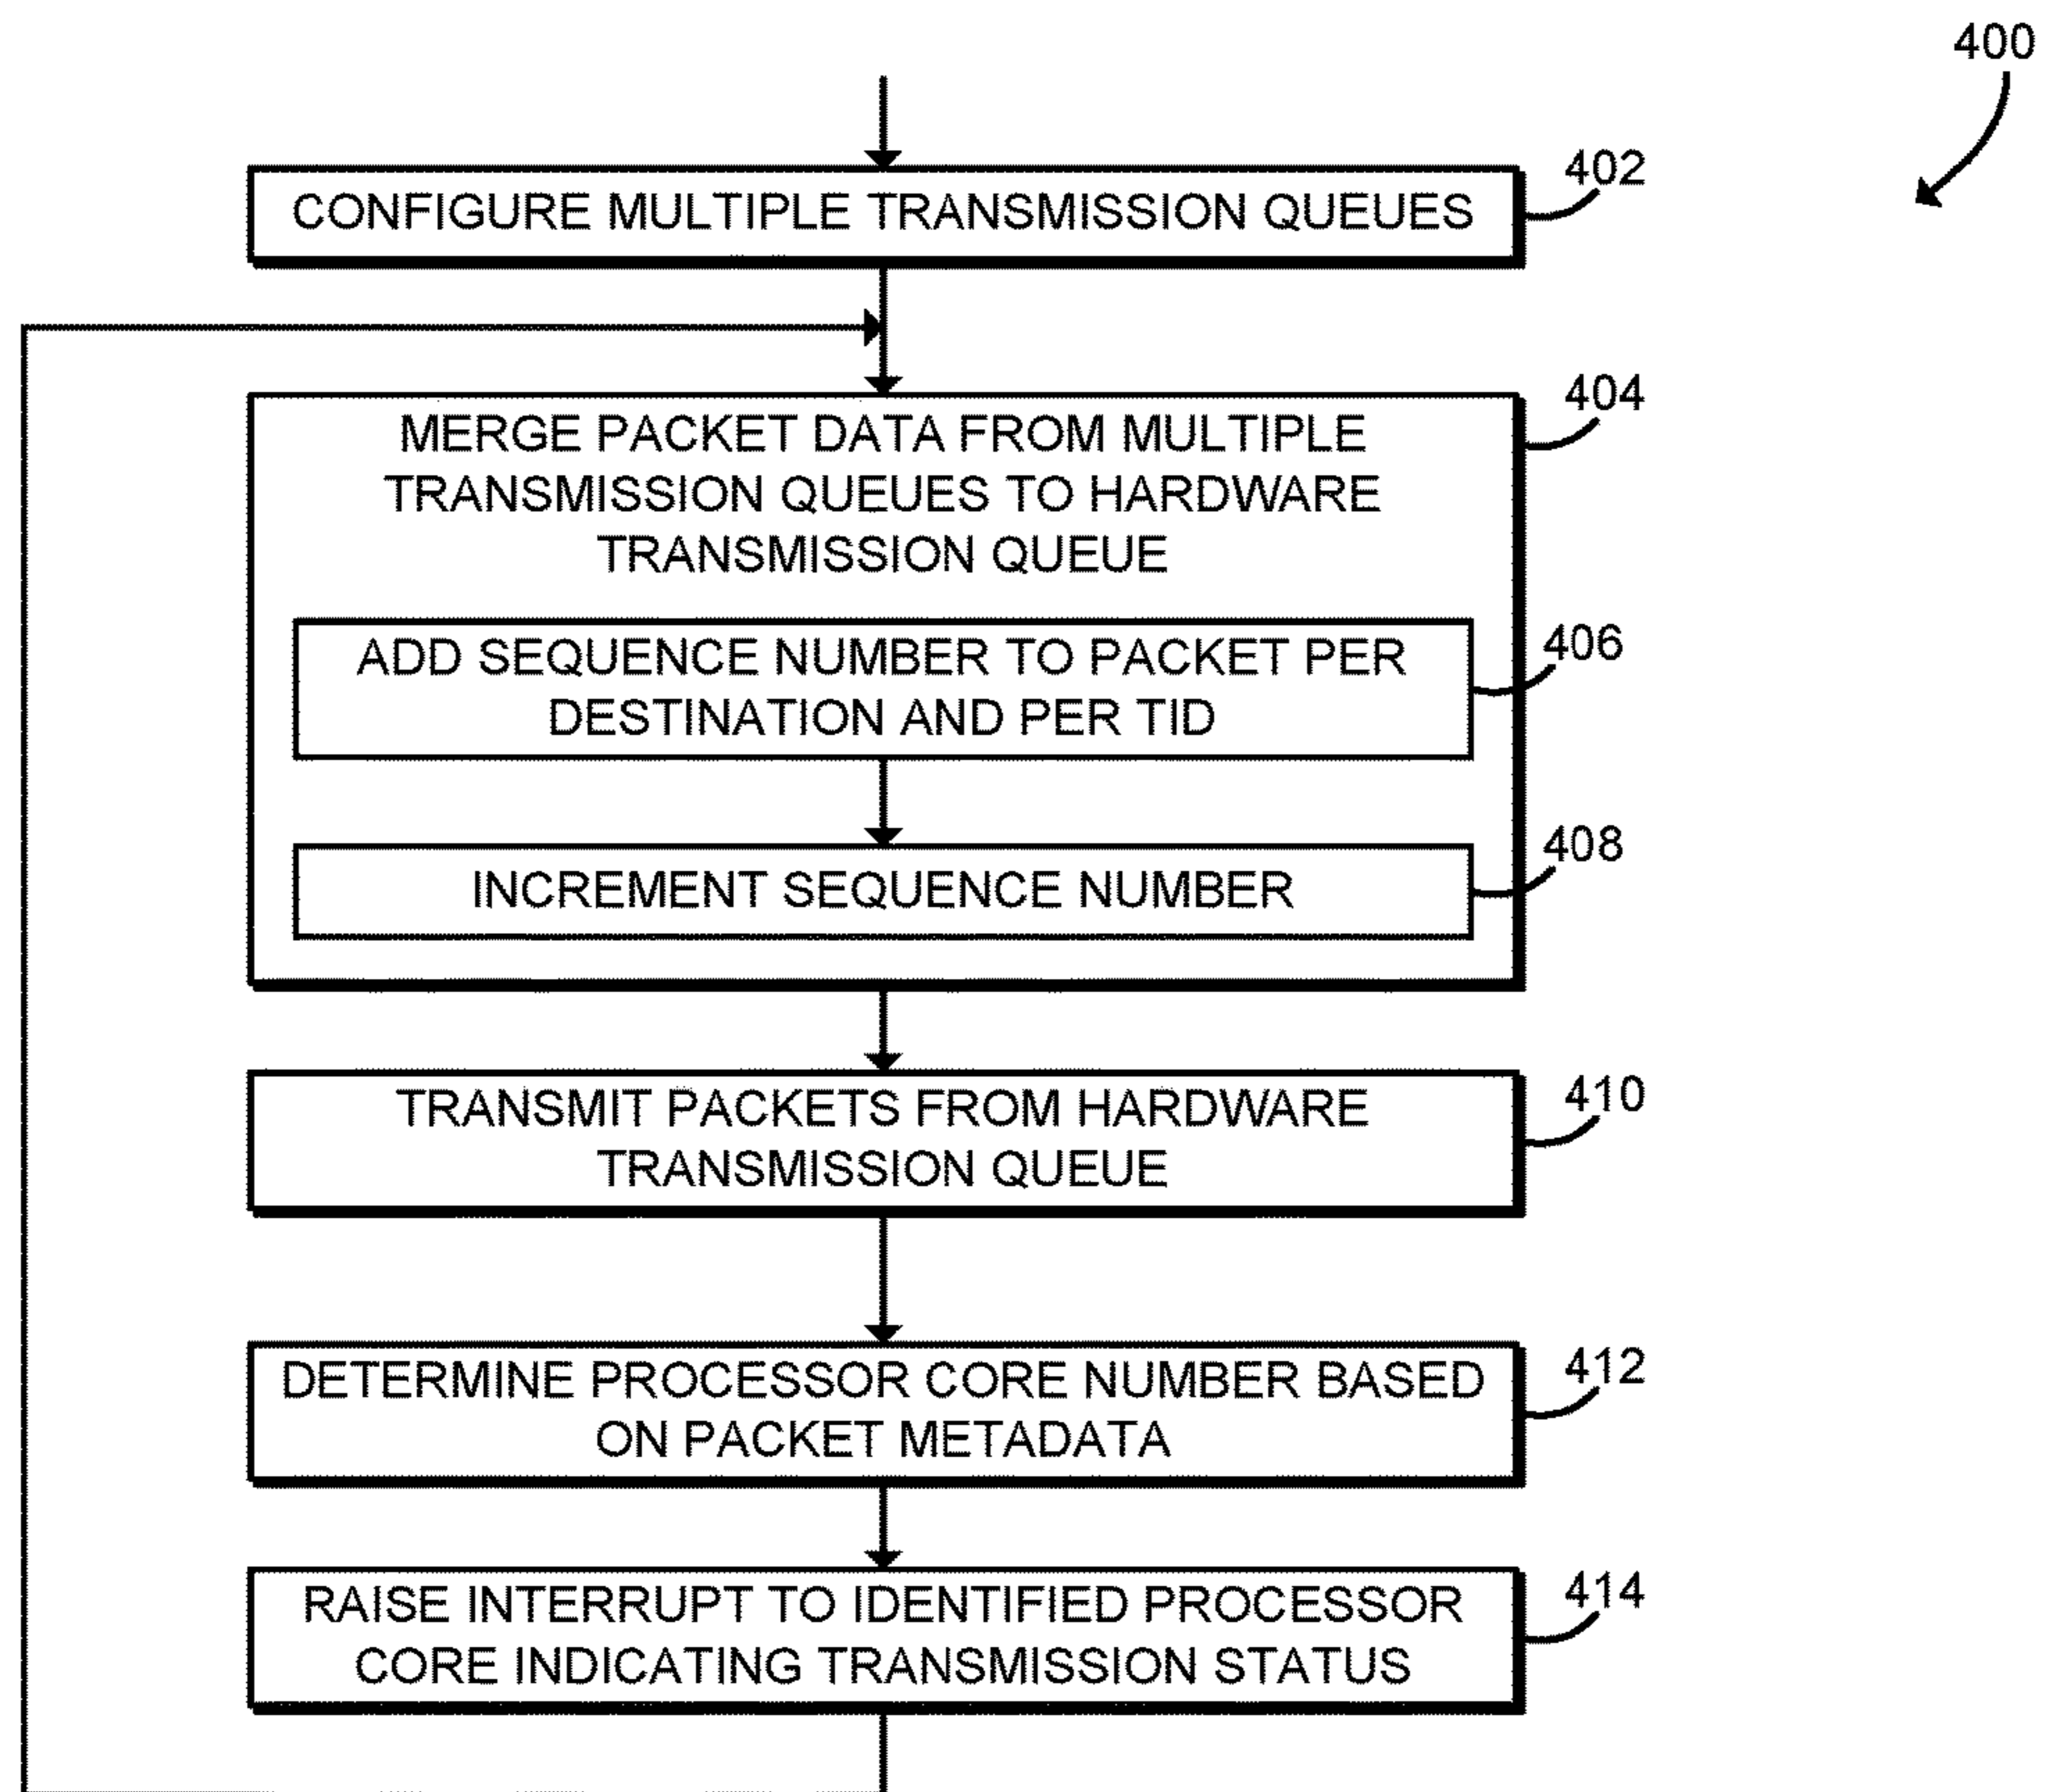 400
CONFIGURE MULTIPLE TRANSMISSION QUEUES
402
MERGE PACKET DATA FROM MULTIPLE
TRANSMISSION QUEUES TO HARDWARE
TRANSMISSION QUEUE
404
ADD SEQUENCE NUMBER TO PACKET PER
DESTINATION AND PER TID
406
INCREMENT SEQUENCE NUMBER
408
TRANSMIT PACKETS FROM HARDWARE
TRANSMISSION QUEUE
410
DETERMINE PROCESSOR CORE NUMBER BASED
ON PACKET METADATA
412
RAISE INTERRUPT TO IDENTIFIED PROCESSOR
CORE INDICATING TRANSMISSION STATUS
414